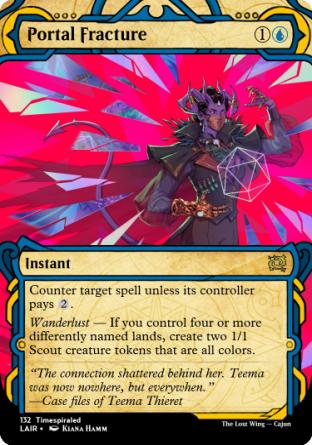 Portal Fracture 1
Instant
Counter target spell unless its controller
pays 2.
Wanderlust — If you control four or more
differently named lands, create two 1/1
Scout creature tokens that are all colors.
“The connection shattered behind her. Teema
was now nowhere, but everywhen.”
—Case files of Teema Thieret
132 Timespiraled
LAIR • Kiana Hamm
The Lost Wing — Cajun